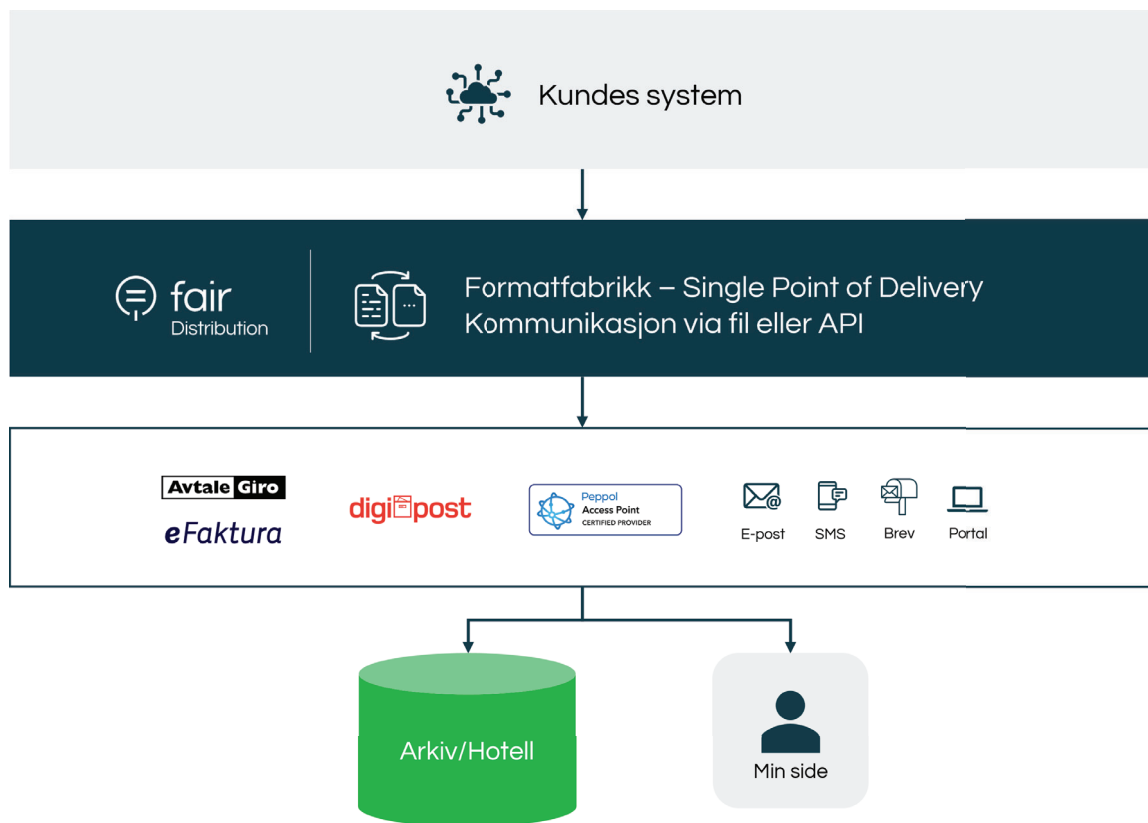 Kundes system
fair
Distribution
Formatfabrikk – Single Point of Delivery
Kommunikasjon via fil eller API
Avtale Giro
eFaktura
digipost
Peppol
Access Point
CERTIFIED PROVIDER
E-post
SMS
Brev
Portal
Arkiv/Hotell
Min side